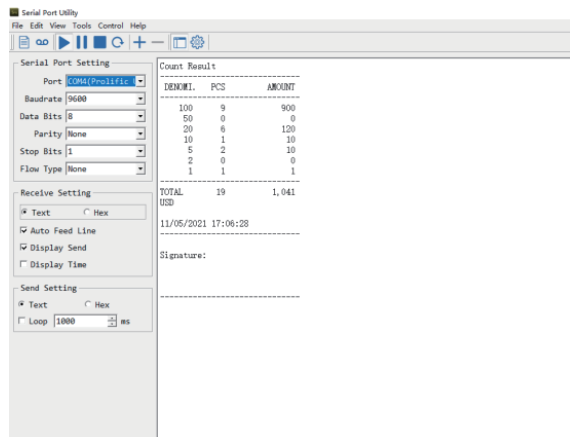 Serial Port Utility
File Edit View Tools Control Help
Serial Port Setting
Port COM4(Prolific
Baudrate 9600
Data Bits 8
Parity None
Stop Bits 1
Flow Type None
Receive Setting
Text Hex
Auto Feed Line
Display Send
Display Time
Send Setting
Text Hex
Loop 1000 ms
Count Result
------------------------------
DENOMI. PCS AMOUNT
------------------------------
100 9 900
50 0 0
20 6 120
10 1 10
5 2 10
2 0 0
1 1 1
------------------------------
TOTAL 19 1,041
USD
11/05/2021 17:06:28
------------------------------
Signature:
------------------------------